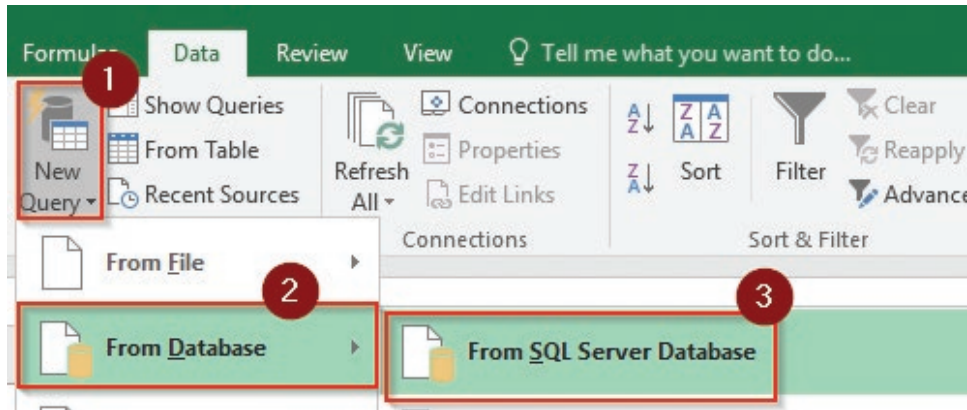 Formulas Data Review View Tell me what you want to do...
1
Show Queries
From Table
Recent Sources
New
Query
Refresh
All
Connections
Properties
Edit Links
Connections
A
Z
Z
A
Z A
A Z
Sort
Filter
Clear
Reapply
Advance
Sort & Filter
From File
2
From Database
3
From SQL Server Database